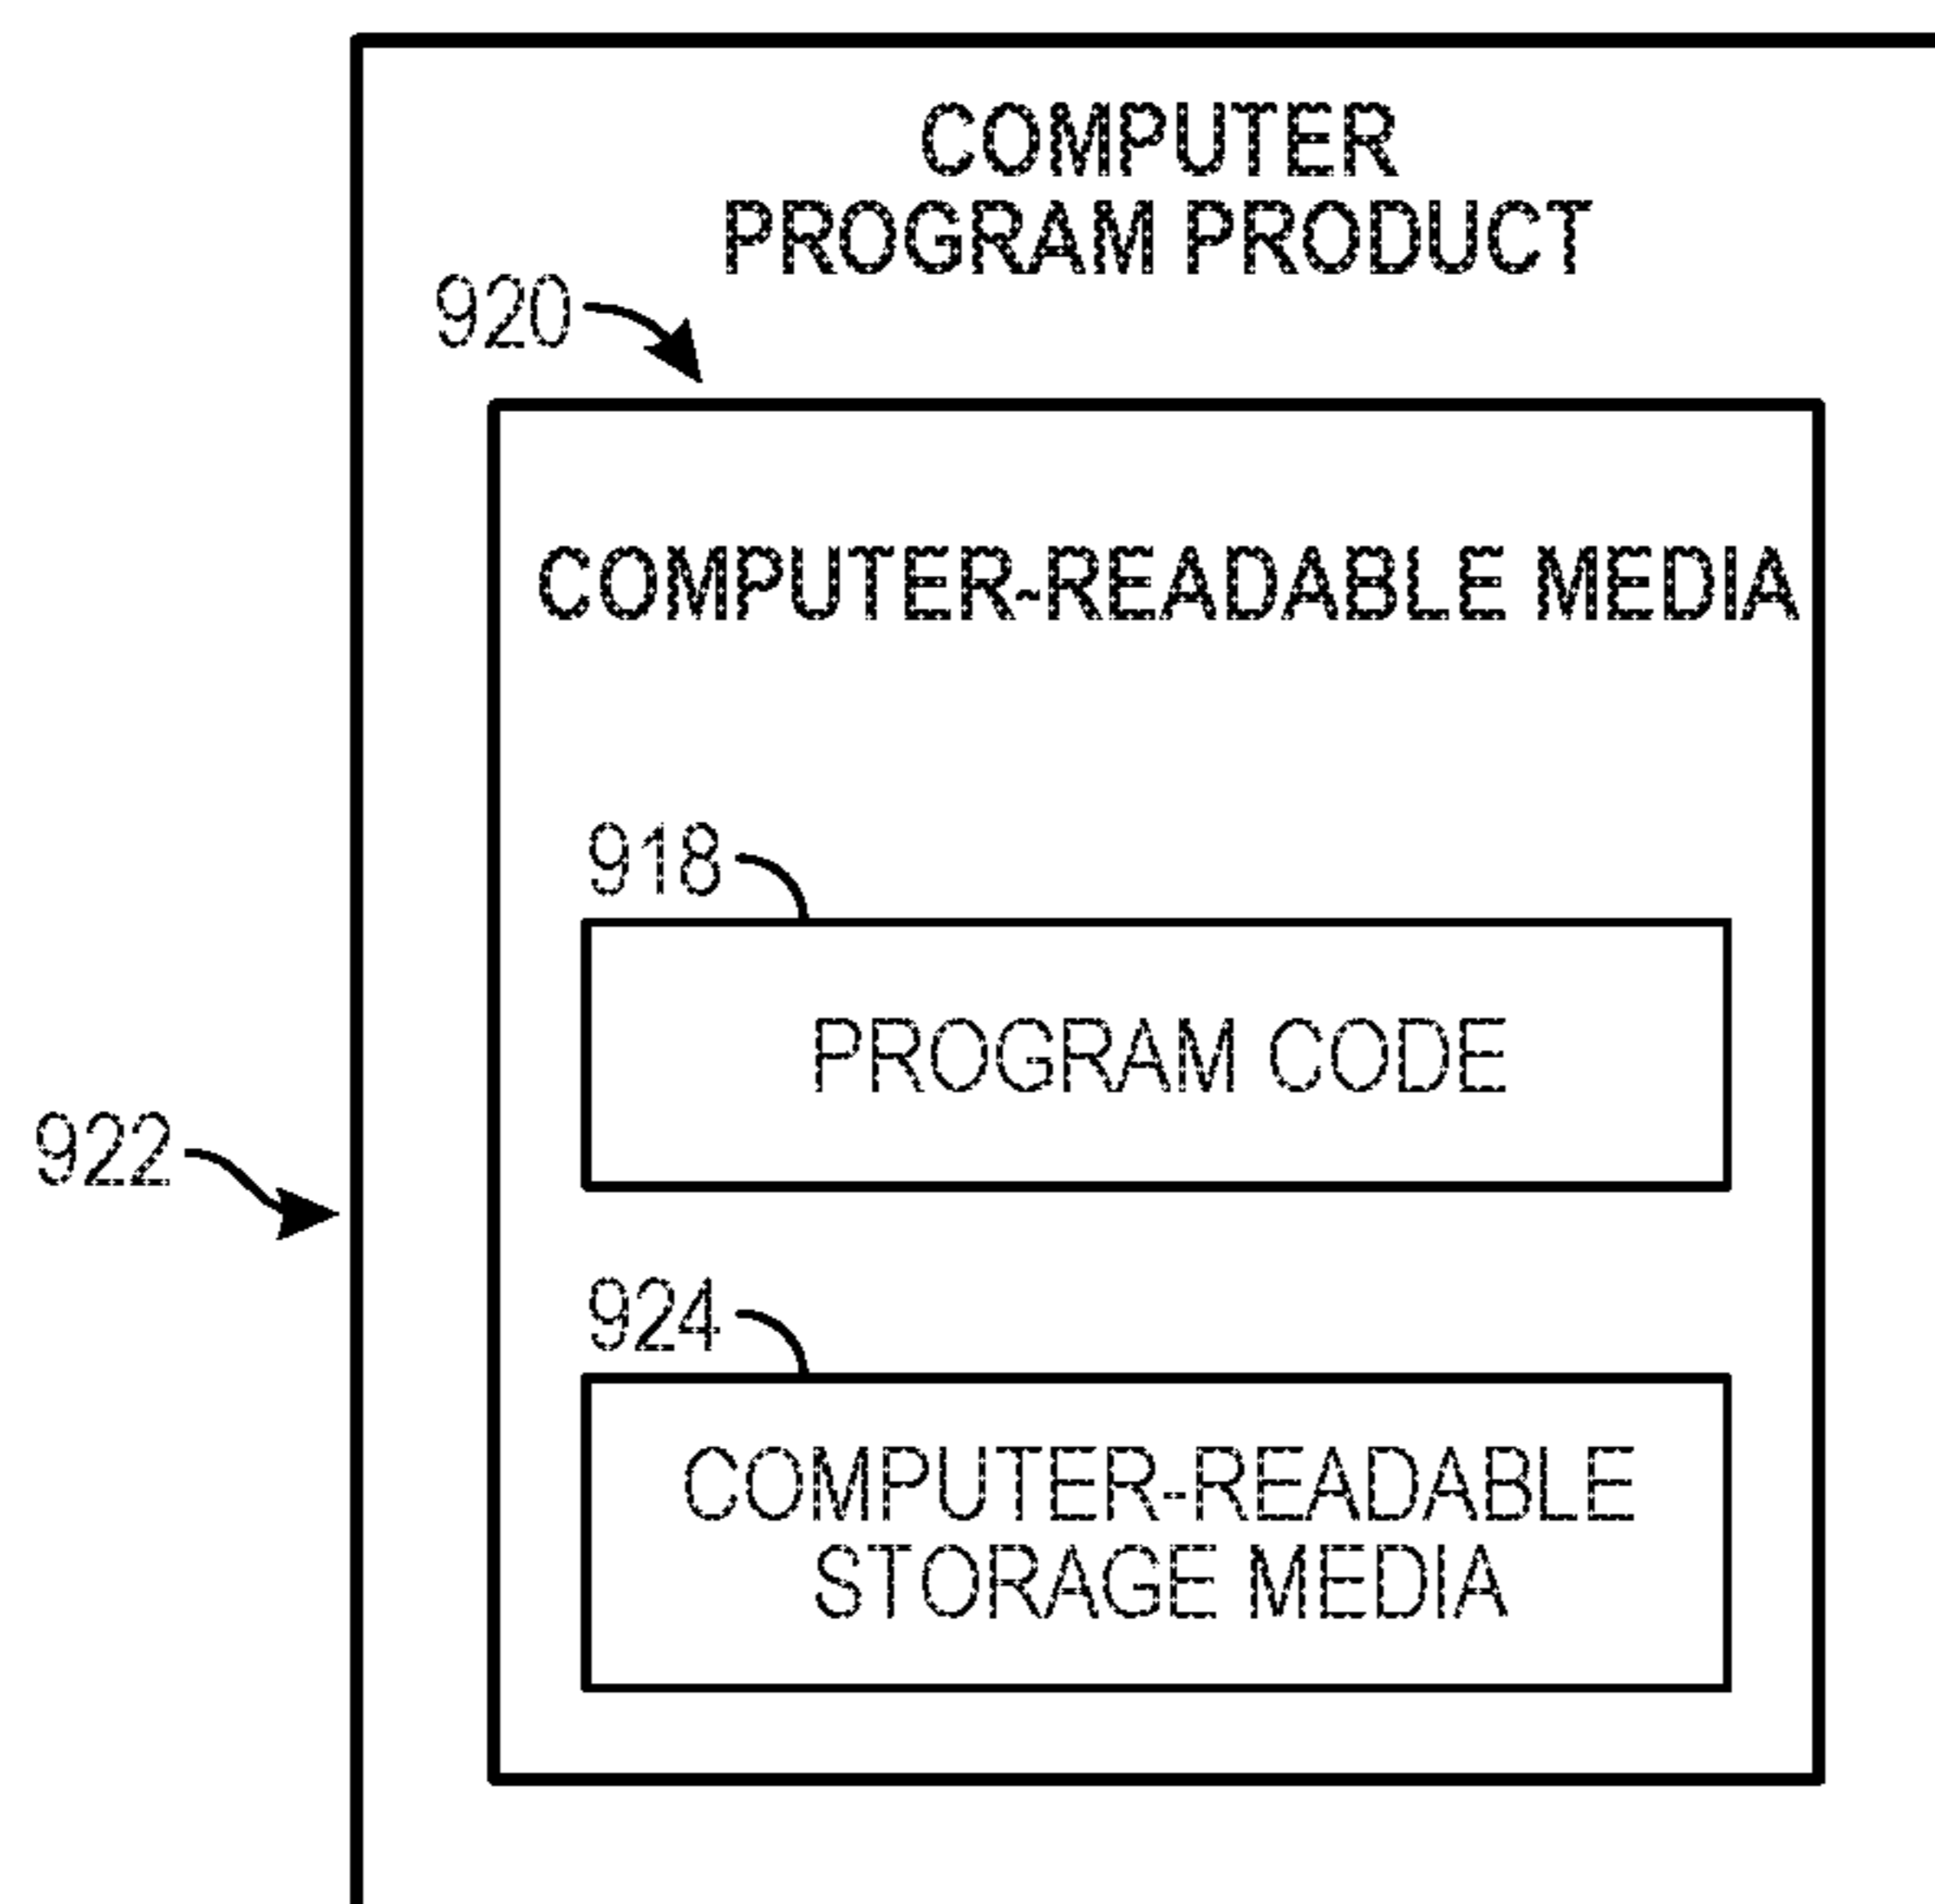 COMPUTER
PROGRAM PRODUCT
920
COMPUTER-READABLE MEDIA
918
PROGRAM CODE
922
924
COMPUTER-READABLE
STORAGE MEDIA